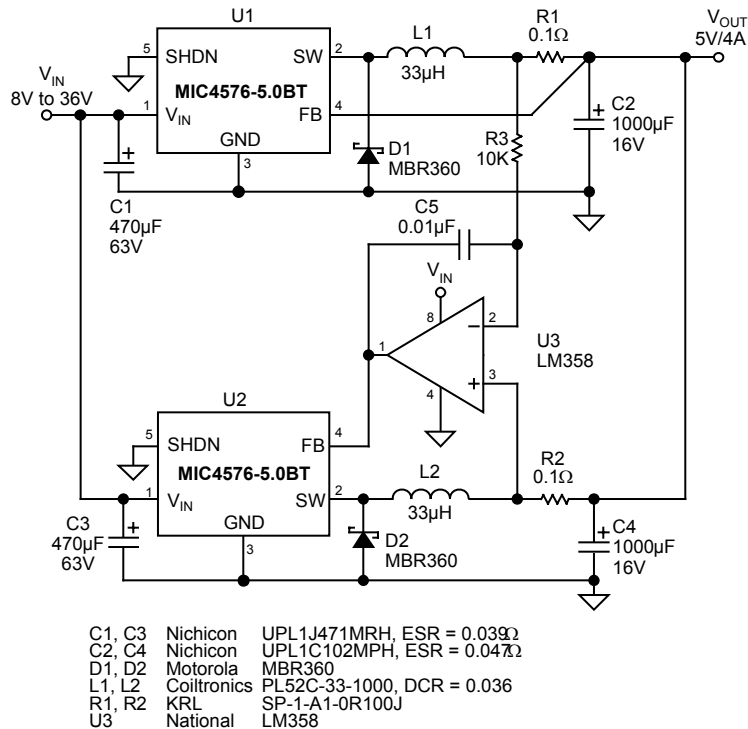 U1
5 SHDN SW 2
MIC4576-5.0BT
1 VIN FB 4
GND
3
VIN
8V to 36V
L1
33µH
R1
0.1Ω
VOUT
5V/4A
C2
1000µF
16V
+
R3
10K
D1
MBR360
+
C1
470µF
63V
C5
0.01µF
VIN
8
2
−
1
U3
LM358
3
+
4
U2
5 SHDN FB 4
MIC4576-5.0BT
1 VIN SW 2
GND
3
L2
33µH
R2
0.1Ω
C3
470µF
63V
+
D2
MBR360
+
C4
1000µF
16V
C1, C3 Nichicon UPL1J471MRH, ESR = 0.039Ω
C2, C4 Nichicon UPL1C102MPH, ESR = 0.047Ω
D1, D2 Motorola MBR360
L1, L2 Coiltronics PL52C-33-1000, DCR = 0.036
R1, R2 KRL SP-1-A1-0R100J
U3 National LM358